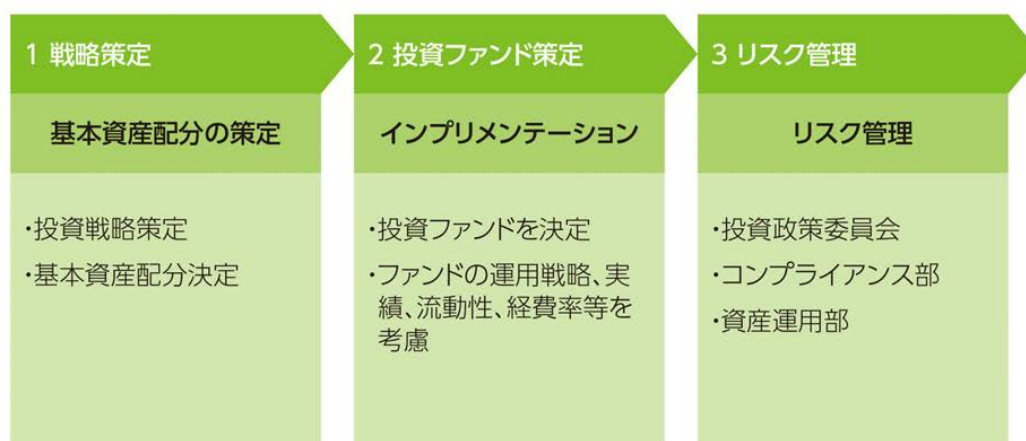 1 戦略策定
基本資産配分の策定
・投資戦略策定
・基本資産配分決定
2 投資ファンド策定
インプリメンテーション
・投資ファンドを決定
・ファンドの運用戦略、実
績、流動性、経費率等を
考慮
3 リスク管理
リスク管理
・投資政策委員会
・コンプライアンス部
・資産運用部